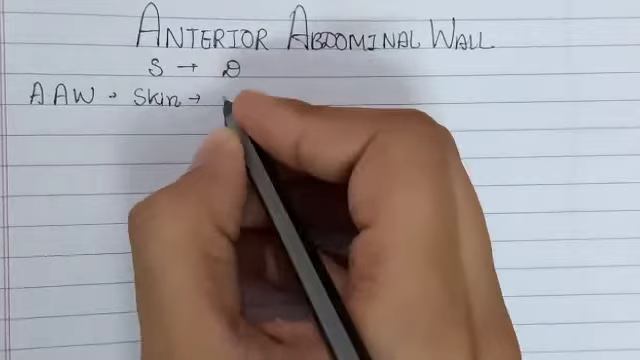 ANTERIOR ABDOMINAL WALL
S → D
AAW • Skin →